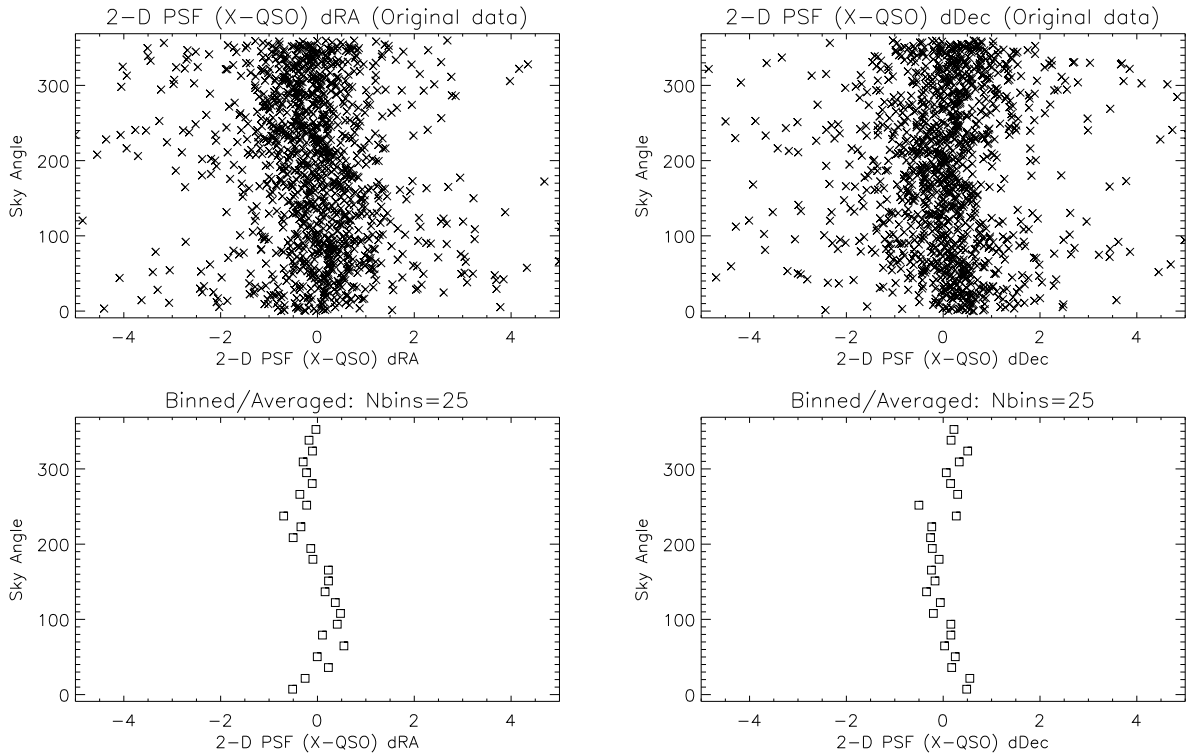 2-D PSF (X-QSO) dRA (Original data)
Sky Angle
300
200
100
0
-4 -2 0 2 4
2-D PSF (X-QSO) dRA
2-D PSF (X-QSO) dDec (Original data)
Sky Angle
300
200
100
0
-4 -2 0 2 4
2-D PSF (X-QSO) dDec
Binned/Averaged: Nbins=25
Sky Angle
300
200
100
0
-4 -2 0 2 4
2-D PSF (X-QSO) dRA
Binned/Averaged: Nbins=25
Sky Angle
300
200
100
0
-4 -2 0 2 4
2-D PSF (X-QSO) dDec